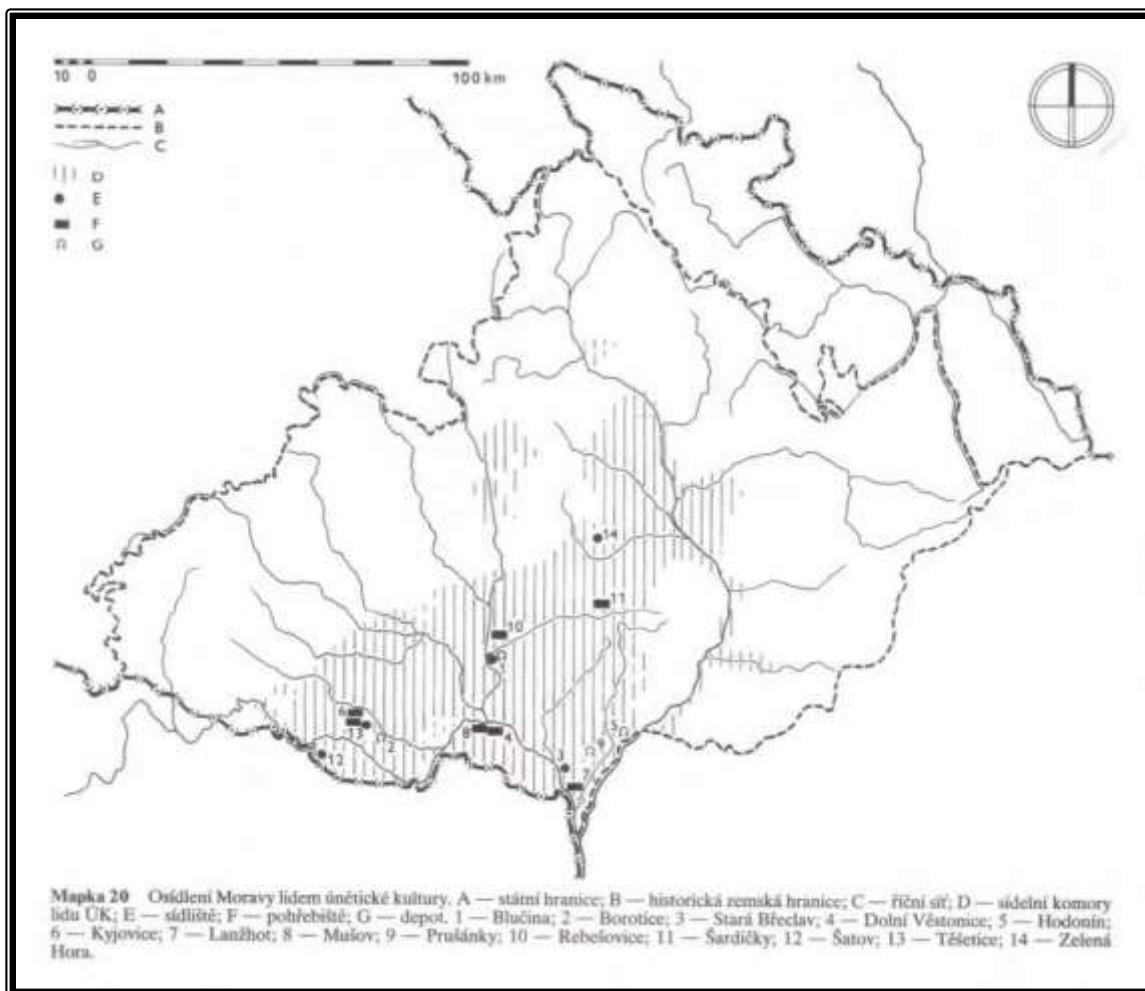 10 0 100 km
A
B
C
D
E
F
G
14
11
10
6
13
2
12
8
4
3
7
5
Mapka 20 Osídlení Moravy lidem únětické kultury. A — státní hranice; B — historická zemská hranice; C — říční síť; D — sídelní komory
lidu ÚK; E — sídliště; F — pohřebiště; G — depot. 1 — Blučina; 2 — Borotice; 3 — Stará Břeclav; 4 — Dolní Věstonice; 5 — Hodonín;
6 — Kyjovice; 7 — Lanžhot; 8 — Mušov; 9 — Prušánky; 10 — Rebešovice; 11 — Šardičky; 12 — Šatov; 13 — Těšetice; 14 — Zelená
Hora.